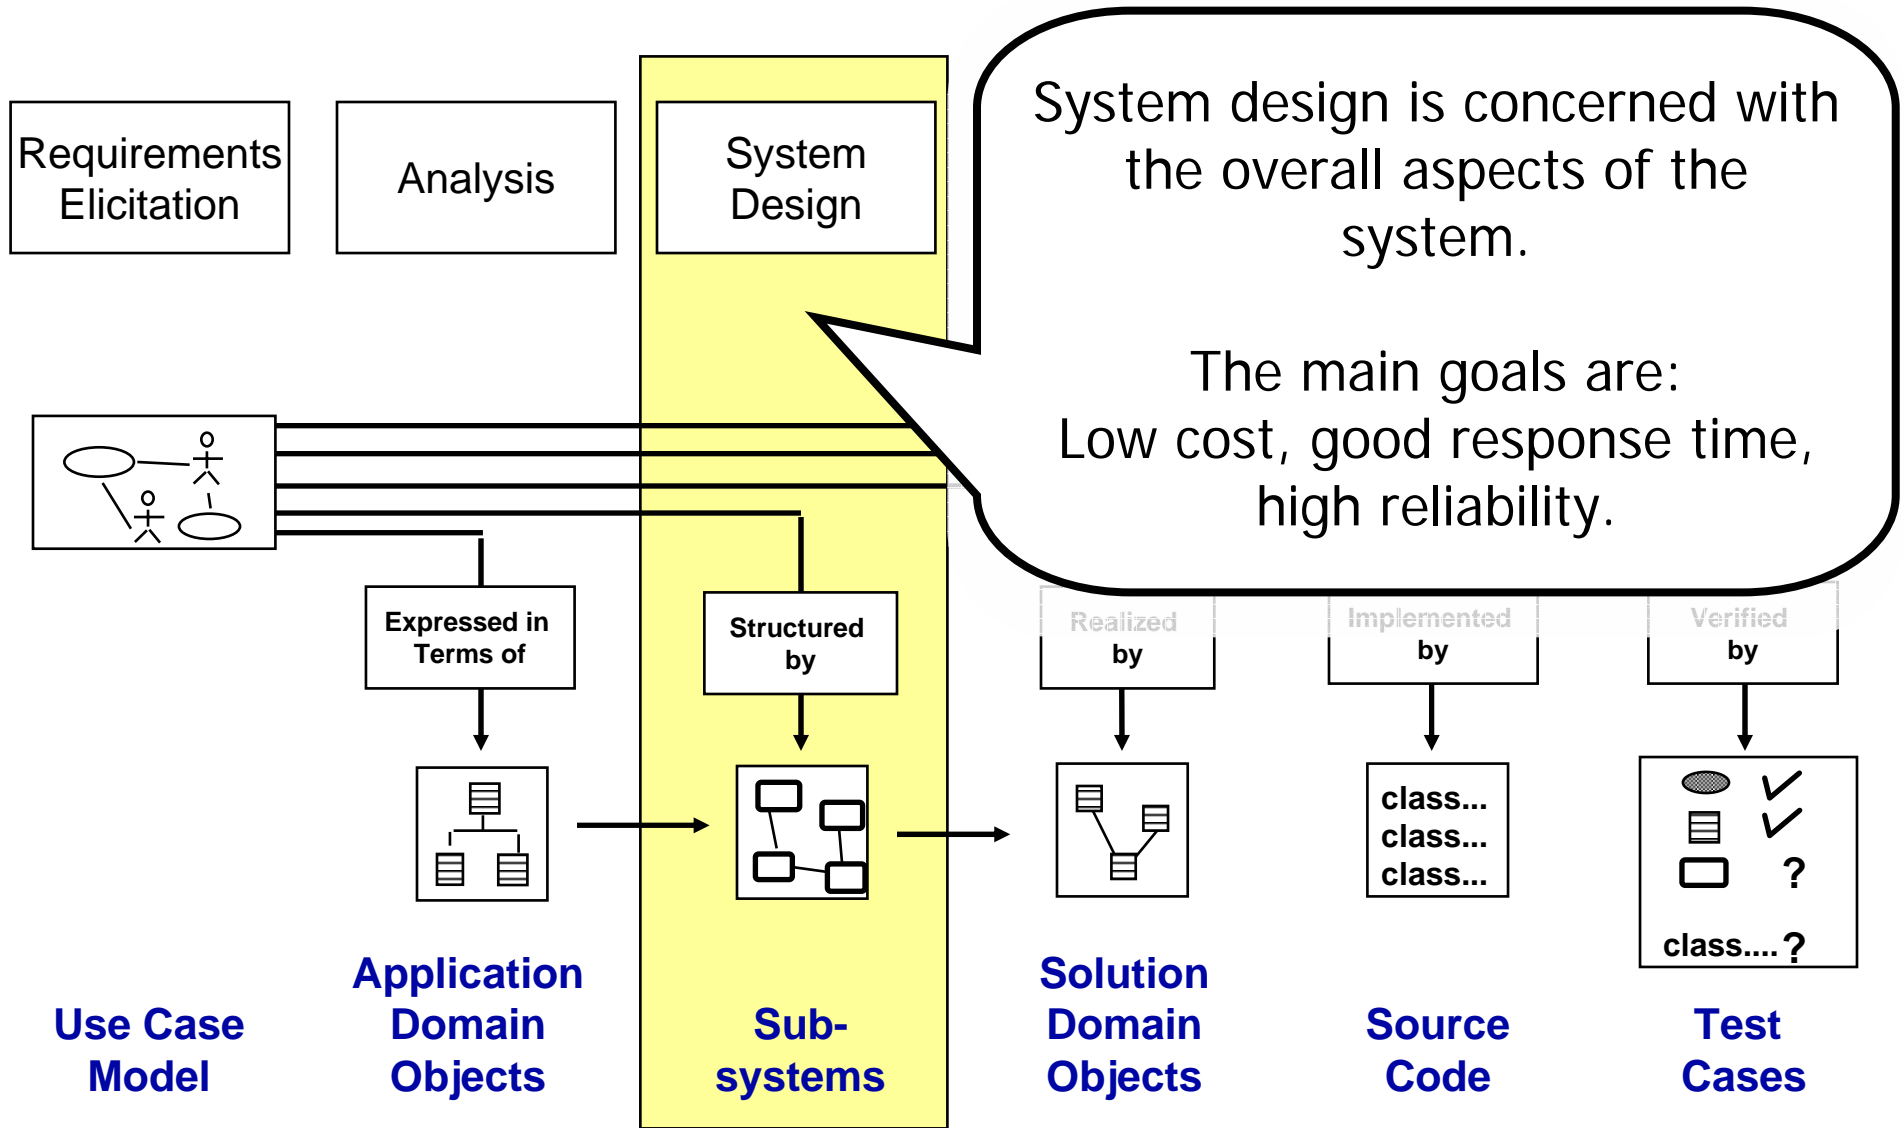 Requirements
Elicitation
Analysis
System
Design
System design is concerned with
the overall aspects of the
system.
The main goals are:
Low cost, good response time,
high reliability.
Expressed in
Terms of
Structured
by
Realized
by
Implemented
by
Verified
by
class...
class...
class...
?
class....?
Use Case
Model
Application
Domain
Objects
Sub-
systems
Solution
Domain
Objects
Source
Code
Test
Cases